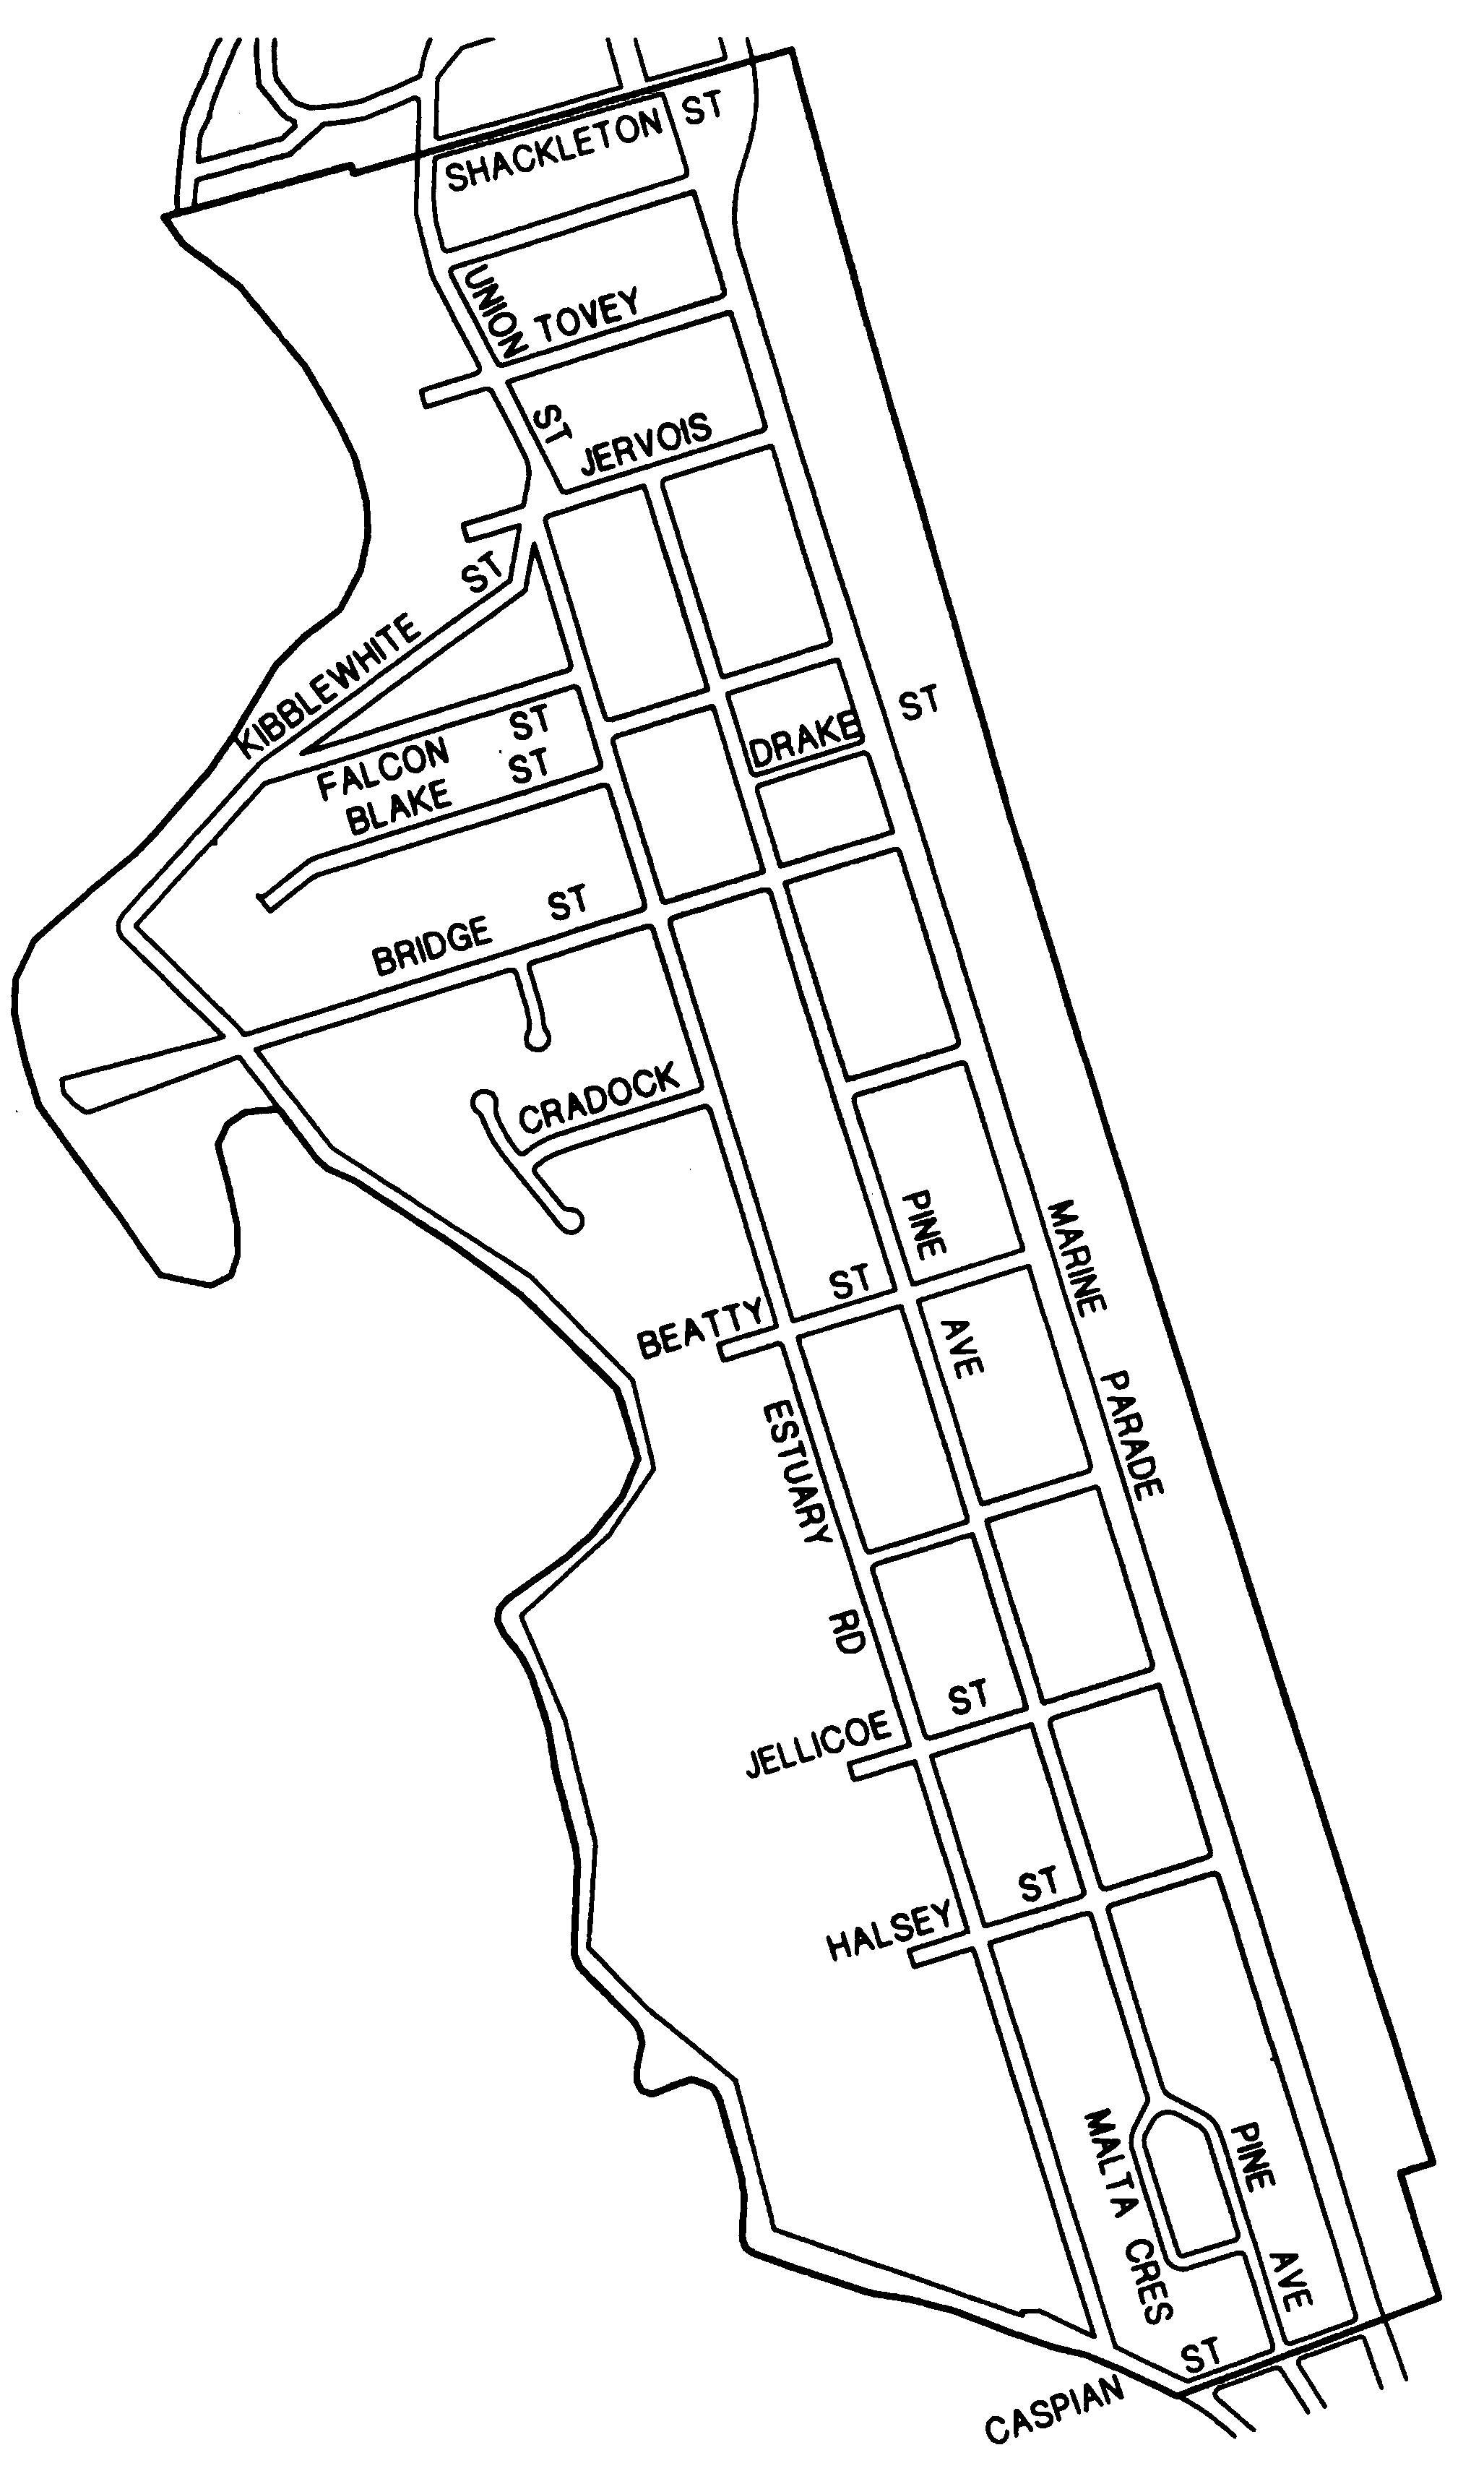 SHACKLETON ST
UNION ST
TOVEY
JERVOIS
KIBBLEWHITE ST
DRAKE ST
FALCON ST
BLAKE ST
BRIDGE ST
CRADOCK
PINE AVE
MARINE PARADE
BEATTY ST
ESTUARY RD
JELLICOE ST
HALSEY ST
MALTA CRES
PINE AVE
CASPIAN ST